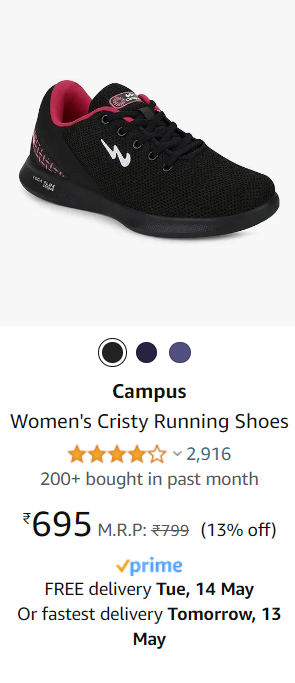 Campus
Women's Cristy Running Shoes
2,916
200+ bought in past month
₹695 M.R.P: ₹799 (13% off)
prime
FREE delivery Tue, 14 May
Or fastest delivery Tomorrow, 13
May